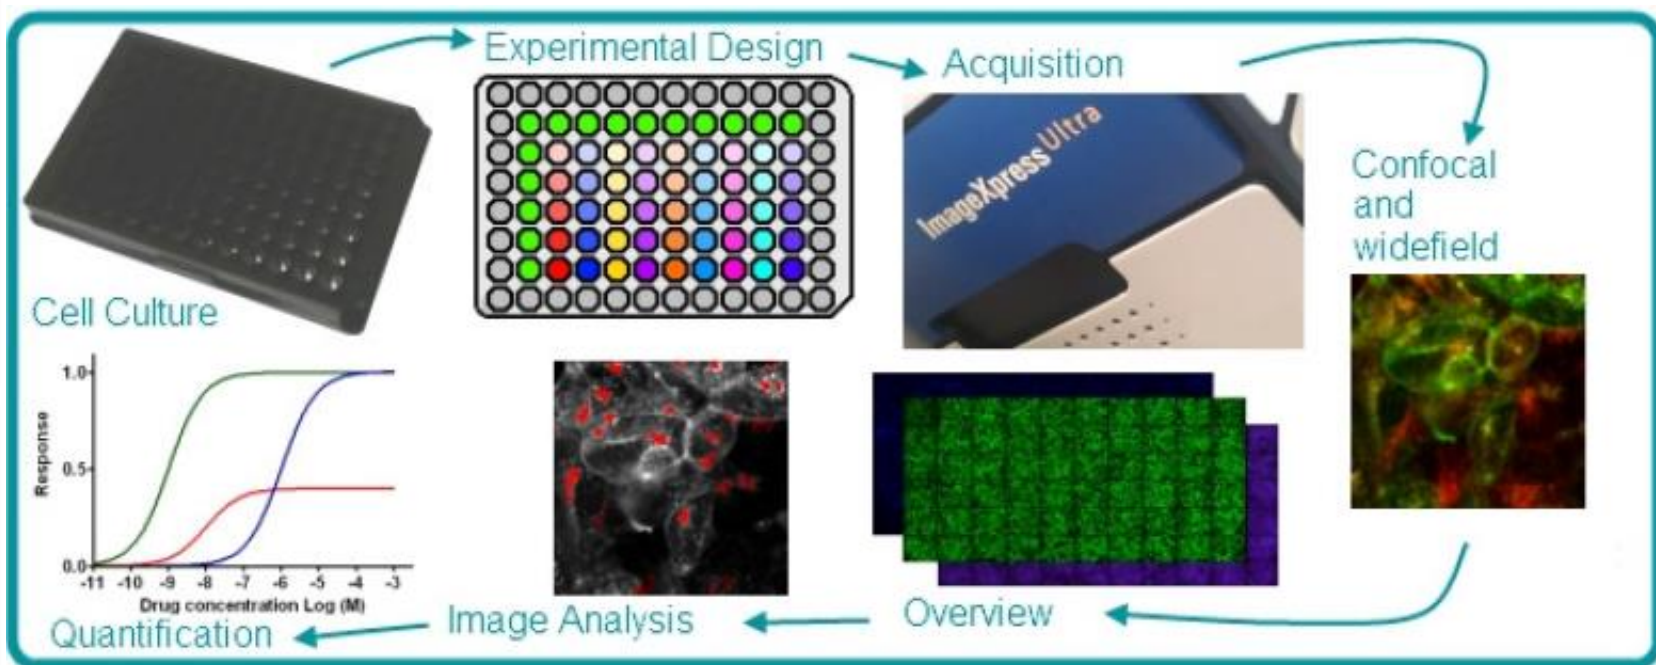 Experimental Design
Acquisition
ImageXpress Ultra
Confocal
and
widefield
Cell Culture
1.0
0.5
0.0
Response
-11 -10 -9 -8 -7 -6 -5 -4 -3
Drug concentration Log (M)
Quantification
Image Analysis
Overview